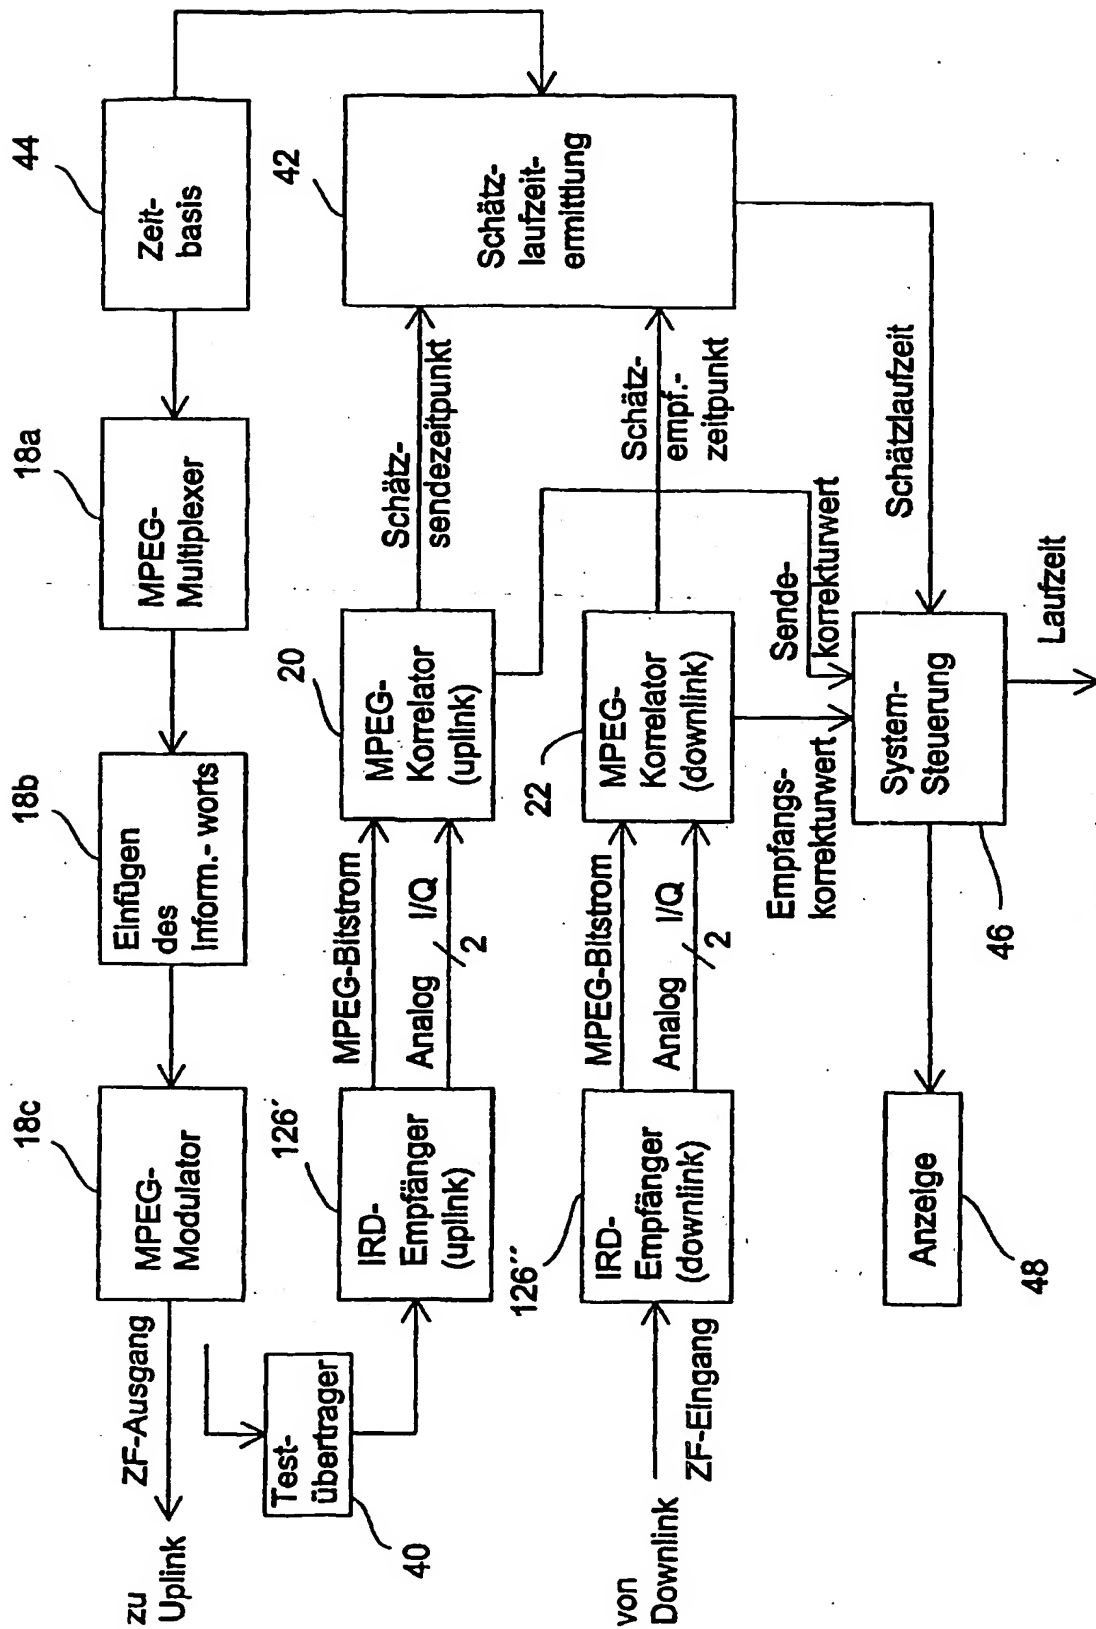 44
Zeit-
basis
18a
MPEG-
Multiplexer
18b
Einfügen
des
Inform.- worts
18c
MPEG-
Modulator
ZF-Ausgang
zu
Uplink
42
Schätz-
laufzeit-
ermittlung
Schätz-
sendezeitpunkt
20
MPEG-
Korrelator
(uplink)
MPEG-Bitstrom
Analog I/Q
2
126′
IRD-
Empfänger
(uplink)
Test-
übertrager
40
Schätz-
empf.-
zeitpunkt
22
MPEG-
Korrelator
(downlink)
MPEG-Bitstrom
Analog I/Q
2
126′′
IRD-
Empfänger
(downlink)
ZF-Eingang
von
Downlink
Schätzlaufzeit
Sende-
korrekturwert
Empfangs-
korrekturwert
System-
Steuerung
46
Laufzeit
Anzeige
48